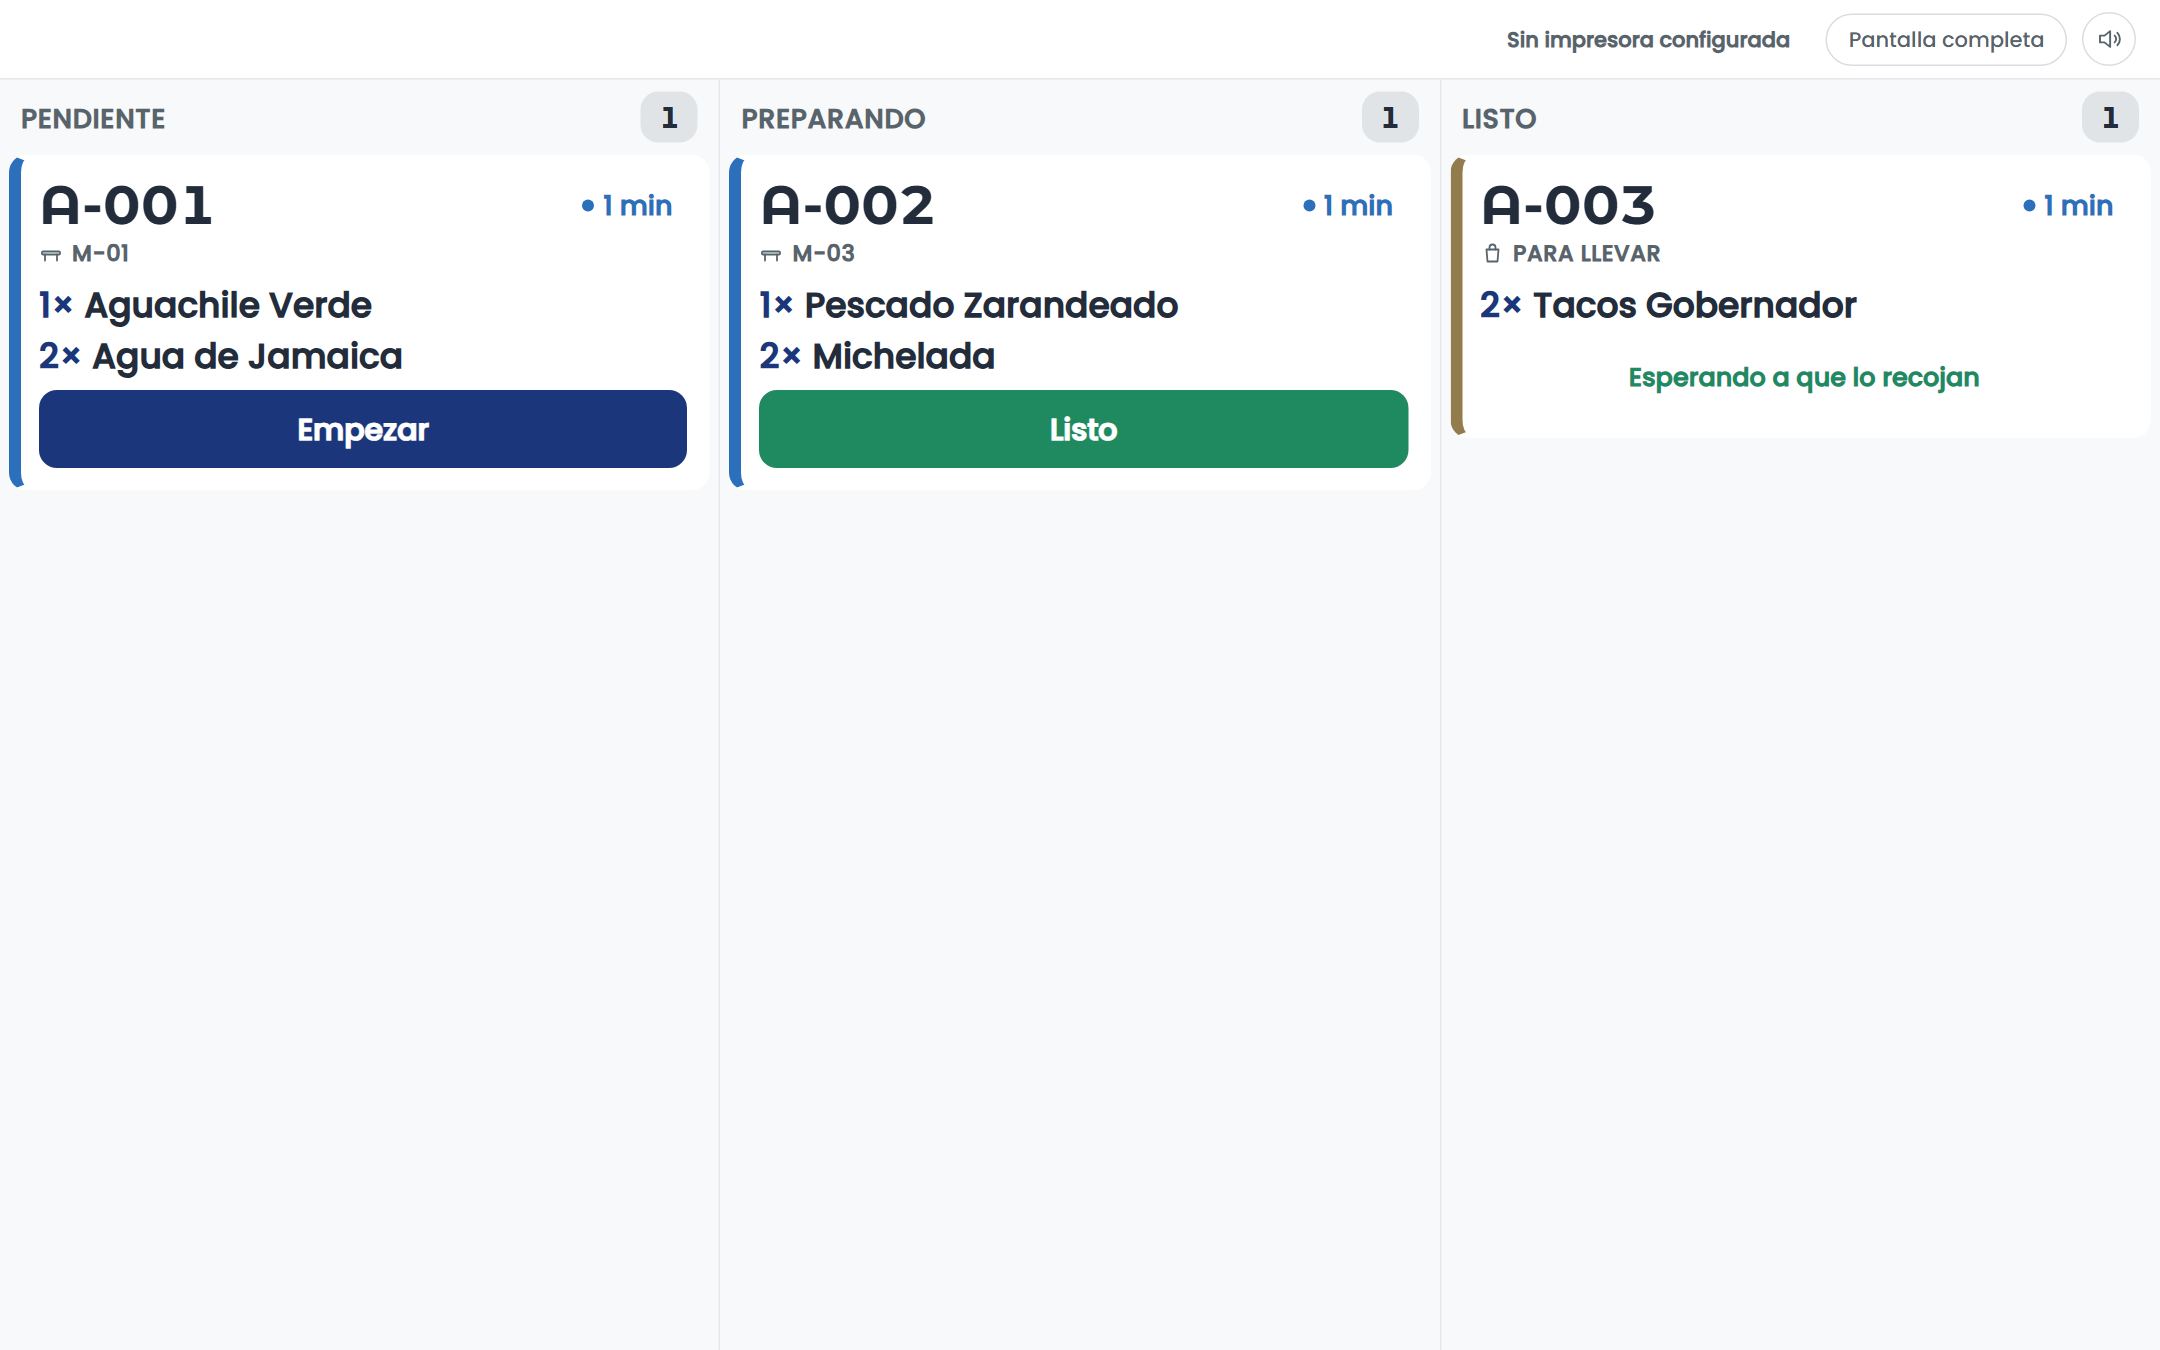 Sin impresora configurada
Pantalla completa
PENDIENTE
1
A-001
1 min
M-01
1× Aguachile Verde
2× Agua de Jamaica
Empezar
PREPARANDO
1
A-002
1 min
M-03
1× Pescado Zarandeado
2× Michelada
Listo
LISTO
1
A-003
1 min
PARA LLEVAR
2× Tacos Gobernador
Esperando a que lo recojan